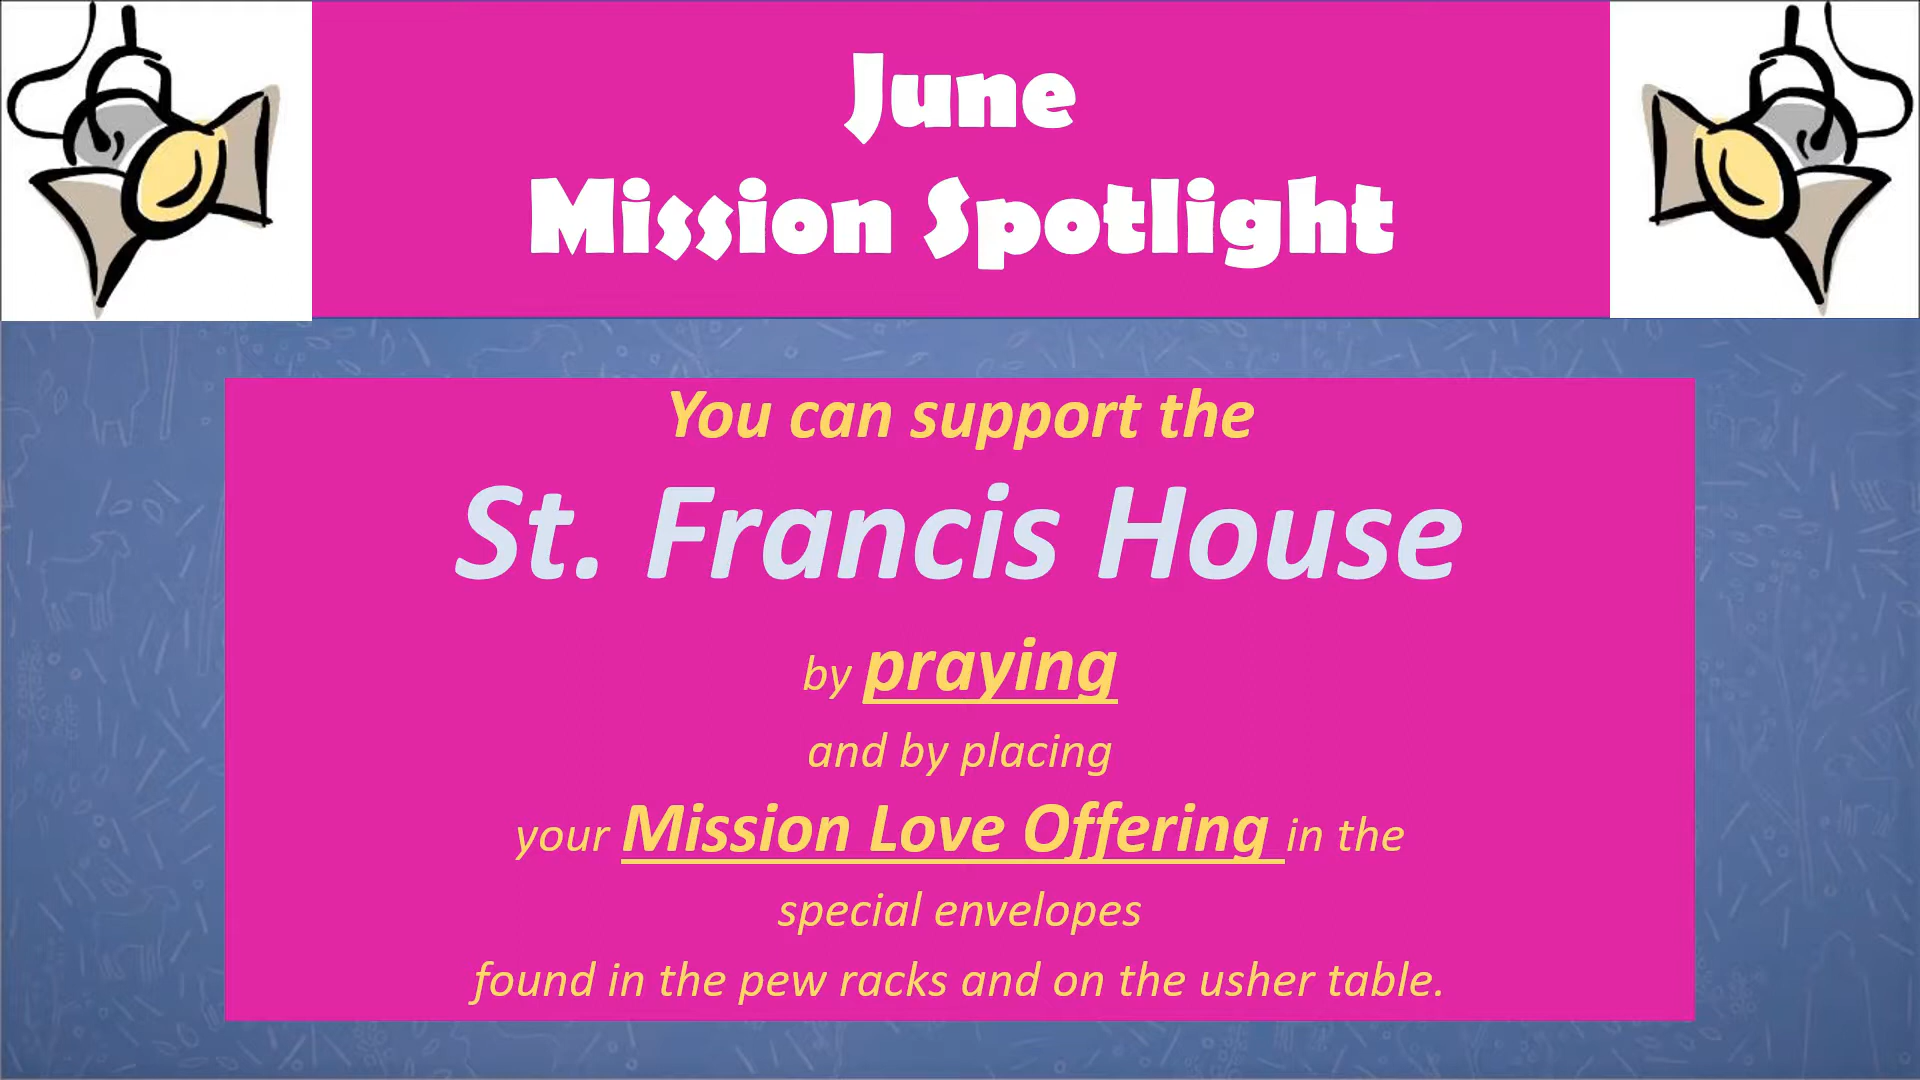 June
Mission Spotlight
You can support the
St. Francis House
by praying
and by placing
your Mission Love Offering in the
special envelopes
found in the pew racks and on the usher table.